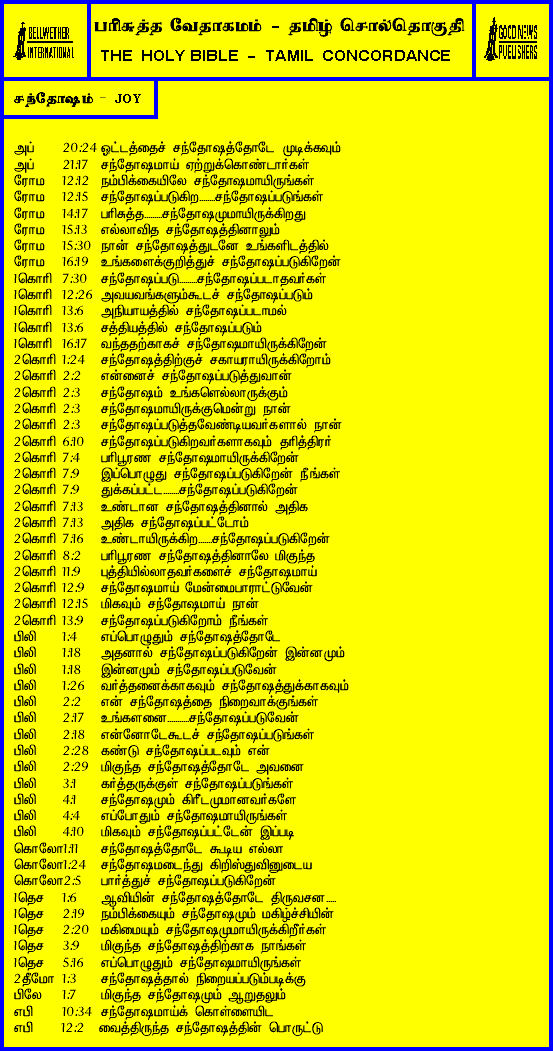 BELLWETHER
INTERNATIONAL
பரிசுத்த வேதாகமம் - தமிழ் சொல்தொகுதி
THE HOLY BIBLE - TAMIL CONCORDANCE
GOOD NEWS
PUBLISHERS
சந்தோஷம் - JOY
அப் 20:24 ஓட்டத்தைச் சந்தோஷத்தோடே முடிக்கவும்
அப் 21:17 சந்தோஷமாய் ஏற்றுக்கொண்டார்கள்
ரோம 12:12 நம்பிக்கையிலே சந்தோஷமாயிருங்கள்
ரோம 12:15 சந்தோஷப்படுகிற........சந்தோஷப்படுங்கள்
ரோம 14:17 பரிசுத்த.........சந்தோஷமுமாயிருக்கிறது
ரோம 15:13 எல்லாவித சந்தோஷத்தினாலும்
ரோம 15:30 நான் சந்தோஷத்துடனே உங்களிடத்தில்
ரோம 16:19 உங்களைக்குறித்துச் சந்தோஷப்படுகிறேன்
1கொரி 7:30 சந்தோஷப்படு.........சந்தோஷப்படாதவர்கள்
1கொரி 12:26 அவயவங்களும்கூடச் சந்தோஷப்படும்
1கொரி 13:6 அநியாயத்தில் சந்தோஷப்படாமல்
1கொரி 13:6 சத்தியத்தில் சந்தோஷப்படும்
1கொரி 16:17 வந்ததற்காகச் சந்தோஷமாயிருக்கிறேன்
2கொரி 1:24 சந்தோஷத்திற்குச் சகாயராயிருக்கிறோம்
2கொரி 2:2 என்னைச் சந்தோஷப்படுத்துவான்
2கொரி 2:3 சந்தோஷம் உங்களெல்லாருக்கும்
2கொரி 2:3 சந்தோஷமாயிருக்குமென்று நான்
2கொரி 2:3 சந்தோஷப்படுத்தவேண்டியவர்களால் நான்
2கொரி 6:10 சந்தோஷப்படுகிறவர்களாகவும் தரித்திரர்
2கொரி 7:4 பரிபூரண சந்தோஷமாயிருக்கிறேன்
2கொரி 7:9 இப்பொழுது சந்தோஷப்படுகிறேன் நீங்கள்
2கொரி 7:9 துக்கப்பட்ட........சந்தோஷப்படுகிறேன்
2கொரி 7:13 உண்டான சந்தோஷத்தினால் அதிக
2கொரி 7:13 அதிக சந்தோஷப்பட்டோம்
2கொரி 7:16 உண்டாயிருக்கிற.......சந்தோஷப்படுகிறேன்
2கொரி 8:2 பரிபூரண சந்தோஷத்தினாலே மிகுந்த
2கொரி 11:9 புத்தியில்லாதவர்களைச் சந்தோஷமாய்
2கொரி 12:9 சந்தோஷமாய் மேன்மைபாராட்டுவேன்
2கொரி 12:15 மிகவும் சந்தோஷமாய் நான்
2கொரி 13:9 சந்தோஷப்படுகிறோம் நீங்கள்
பிலி 1:4 எப்பொழுதும் சந்தோஷத்தோடே
பிலி 1:18 அதனால் சந்தோஷப்படுகிறேன் இன்னமும்
பிலி 1:18 இன்னமும் சந்தோஷப்படுவேன்
பிலி 1:26 வர்த்தனைக்காகவும் சந்தோஷத்துக்காகவும்
பிலி 2:2 என் சந்தோஷத்தை நிறைவாக்குங்கள்
பிலி 2:17 உங்களனை...........சந்தோஷப்படுவேன்
பிலி 2:18 என்னோடேகூடச் சந்தோஷப்படுங்கள்
பிலி 2:28 கண்டு சந்தோஷப்படவும் என்
பிலி 2:29 மிகுந்த சந்தோஷத்தோடே அவனை
பிலி 3:1 கர்த்தருக்குள் சந்தோஷப்படுங்கள்
பிலி 4:1 சந்தோஷமும் கிரீடமுமானவர்களே
பிலி 4:4 எப்போதும் சந்தோஷமாயிருங்கள்
பிலி 4:10 மிகவும் சந்தோஷப்பட்டேன் இப்படி
கொலோ1:11 சந்தோஷத்தோடே கூடிய எல்லா
கொலோ1:24 சந்தோஷமடைந்து கிறிஸ்துவினுடைய
கொலோ2:5 பார்த்துச் சந்தோஷப்படுகிறேன்
1தெச 1:6 ஆவியின் சந்தோஷத்தோடே திருவசன.....
1தெச 2:19 நம்பிக்கையும் சந்தோஷமும் மகிழ்ச்சியின்
1தெச 2:20 மகிமையும் சந்தோஷமுமாயிருக்கிறீர்கள்
1தெச 3:9 மிகுந்த சந்தோஷத்திற்காக நாங்கள்
1தெச 5:16 எப்பொழுதும் சந்தோஷமாயிருங்கள்
2தீமோ 1:3 சந்தோஷத்தால் நிறையப்படும்படிக்கு
பிலே 1:7 மிகுந்த சந்தோஷமும் ஆறுதலும்
எபி 10:34 சந்தோஷமாய்க் கொள்ளையிட
எபி 12:2 வைத்திருந்த சந்தோஷத்தின் பொருட்டு